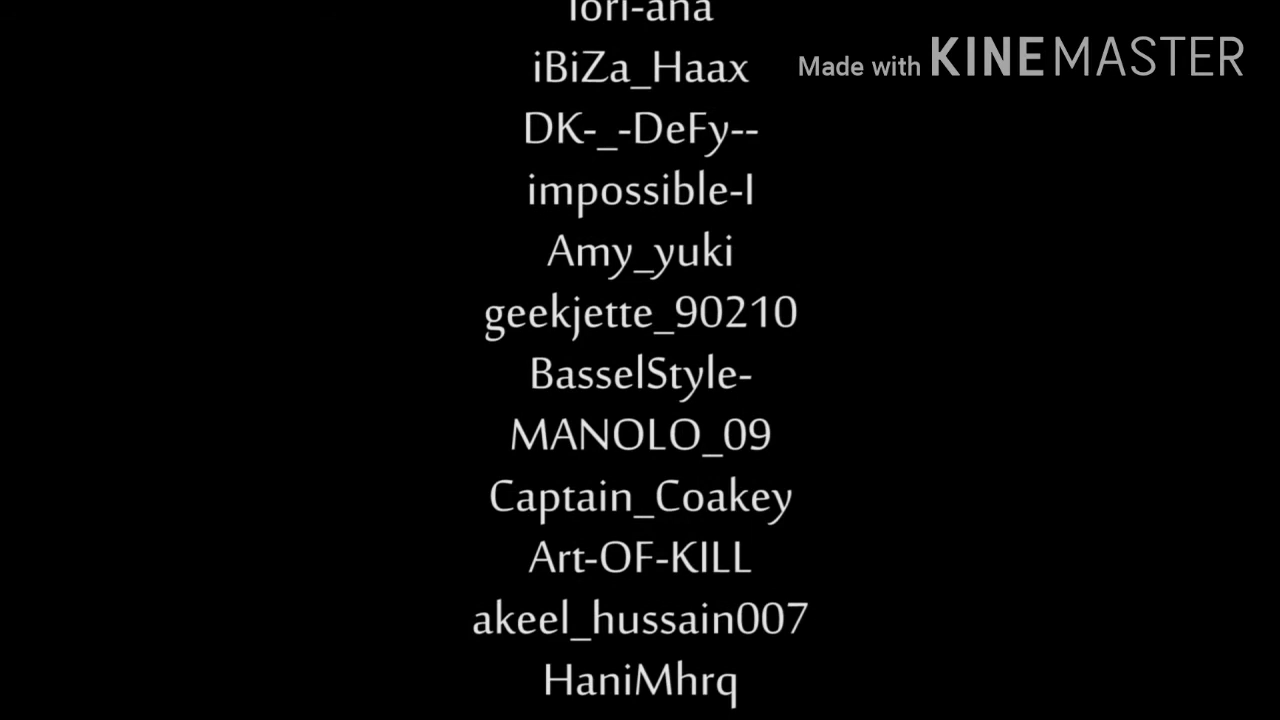 iBiZa_Haax
Made with KINEMASTER
DK-_-DeFy--
impossible-I
Amy_yuki
geekjette_90210
BasselStyle-
MANOLO_09
Captain_Coakey
Art-OF-KILL
akeel_hussain007
HaniMhrq